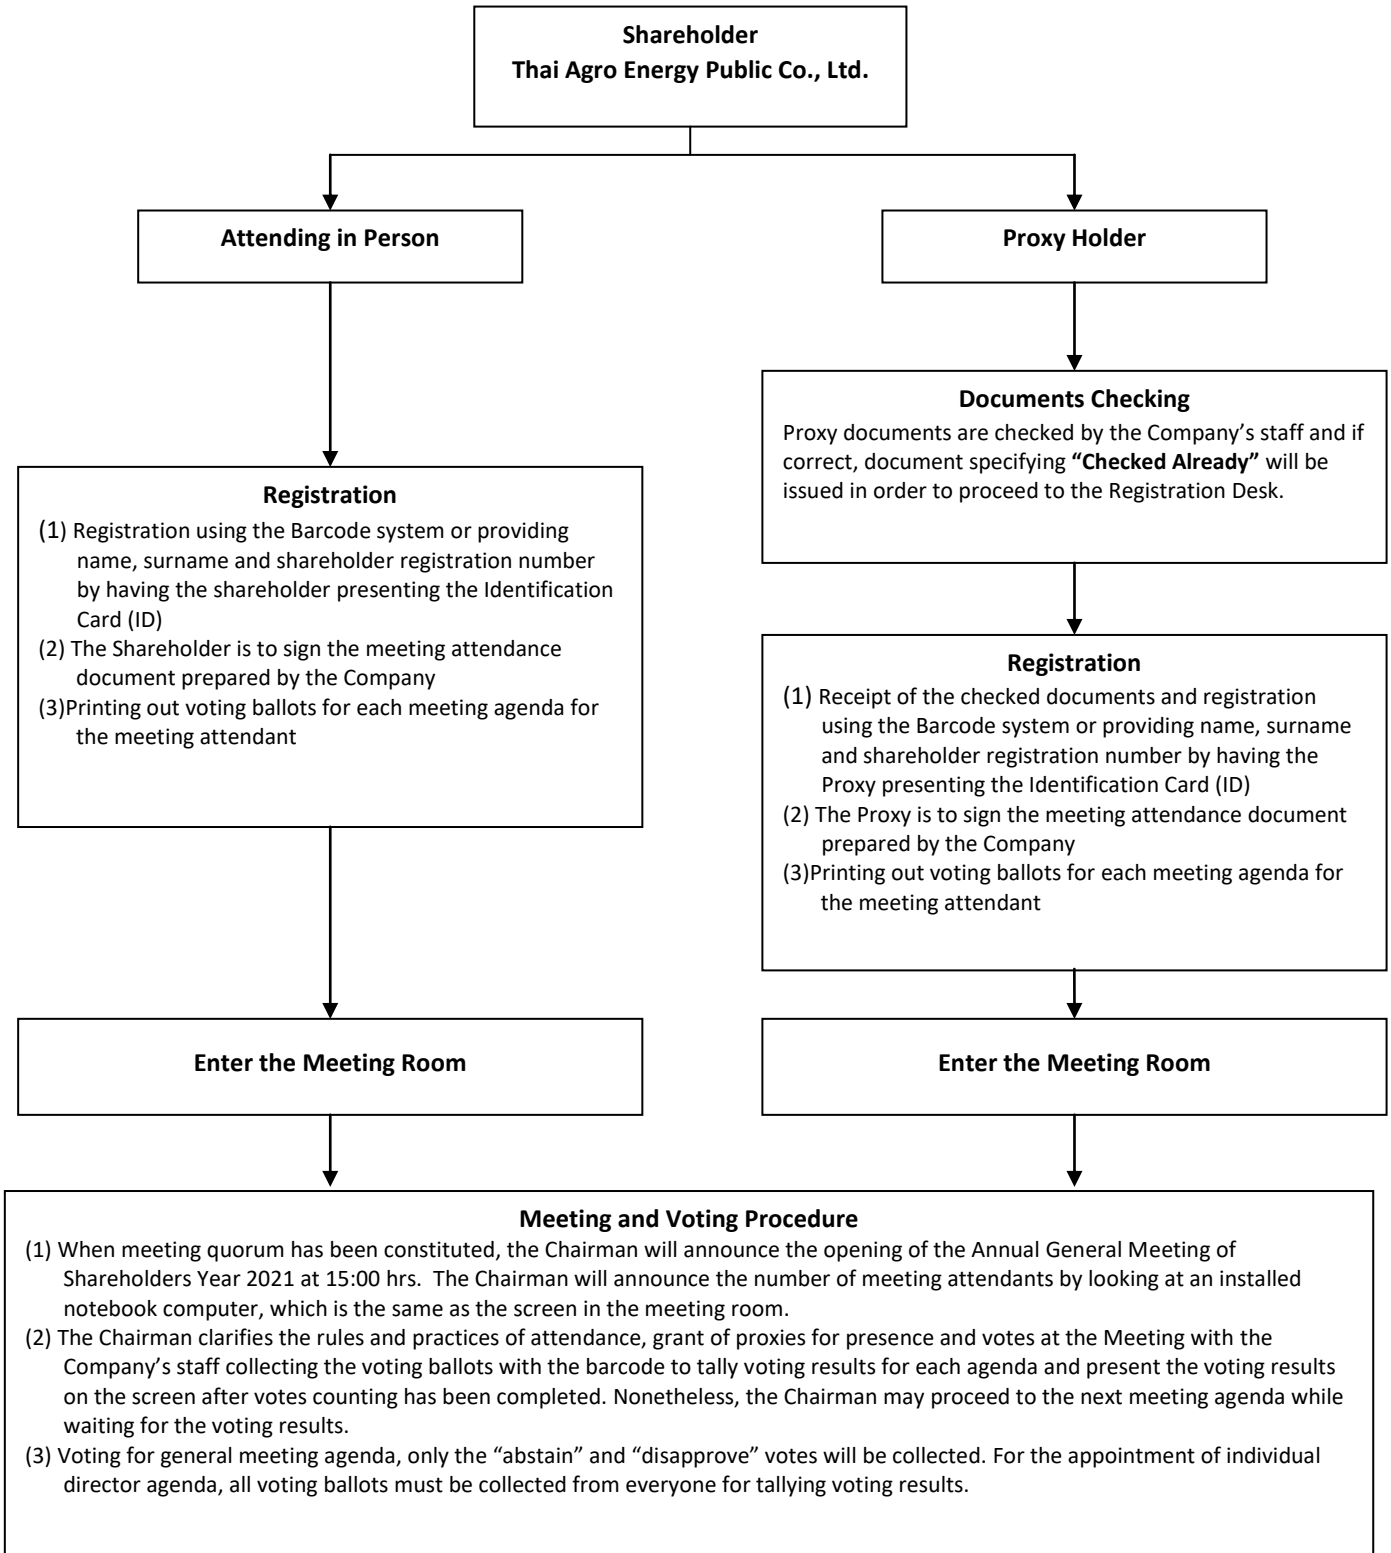 Shareholder
Thai Agro Energy Public Co., Ltd.
Attending in Person
Proxy Holder
Documents Checking
Proxy documents are checked by the Company’s staff and if
correct, document specifying “Checked Already” will be
issued in order to proceed to the Registration Desk.
Registration
(1) Registration using the Barcode system or providing
name, surname and shareholder registration number
by having the shareholder presenting the Identification
Card (ID)
(2) The Shareholder is to sign the meeting attendance
document prepared by the Company
(3)Printing out voting ballots for each meeting agenda for
the meeting attendant
Registration
(1) Receipt of the checked documents and registration
using the Barcode system or providing name, surname
and shareholder registration number by having the
Proxy presenting the Identification Card (ID)
(2) The Proxy is to sign the meeting attendance document
prepared by the Company
(3)Printing out voting ballots for each meeting agenda for
the meeting attendant
Enter the Meeting Room
Enter the Meeting Room
Meeting and Voting Procedure
(1) When meeting quorum has been constituted, the Chairman will announce the opening of the Annual General Meeting of
Shareholders Year 2021 at 15:00 hrs.  The Chairman will announce the number of meeting attendants by looking at an installed
notebook computer, which is the same as the screen in the meeting room.
(2) The Chairman clarifies the rules and practices of attendance, grant of proxies for presence and votes at the Meeting with the
Company’s staff collecting the voting ballots with the barcode to tally voting results for each agenda and present the voting results
on the screen after votes counting has been completed. Nonetheless, the Chairman may proceed to the next meeting agenda while
waiting for the voting results.
(3) Voting for general meeting agenda, only the “abstain” and “disapprove” votes will be collected. For the appointment of individual
director agenda, all voting ballots must be collected from everyone for tallying voting results.